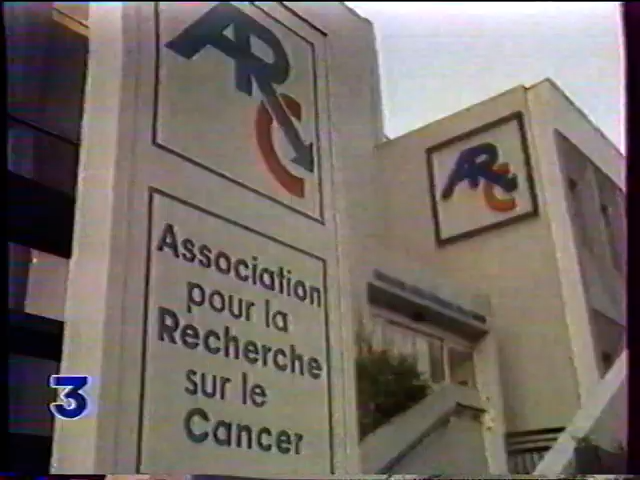 ARC
Association
pour la
Recherche
sur le
Cancer
ARC
3